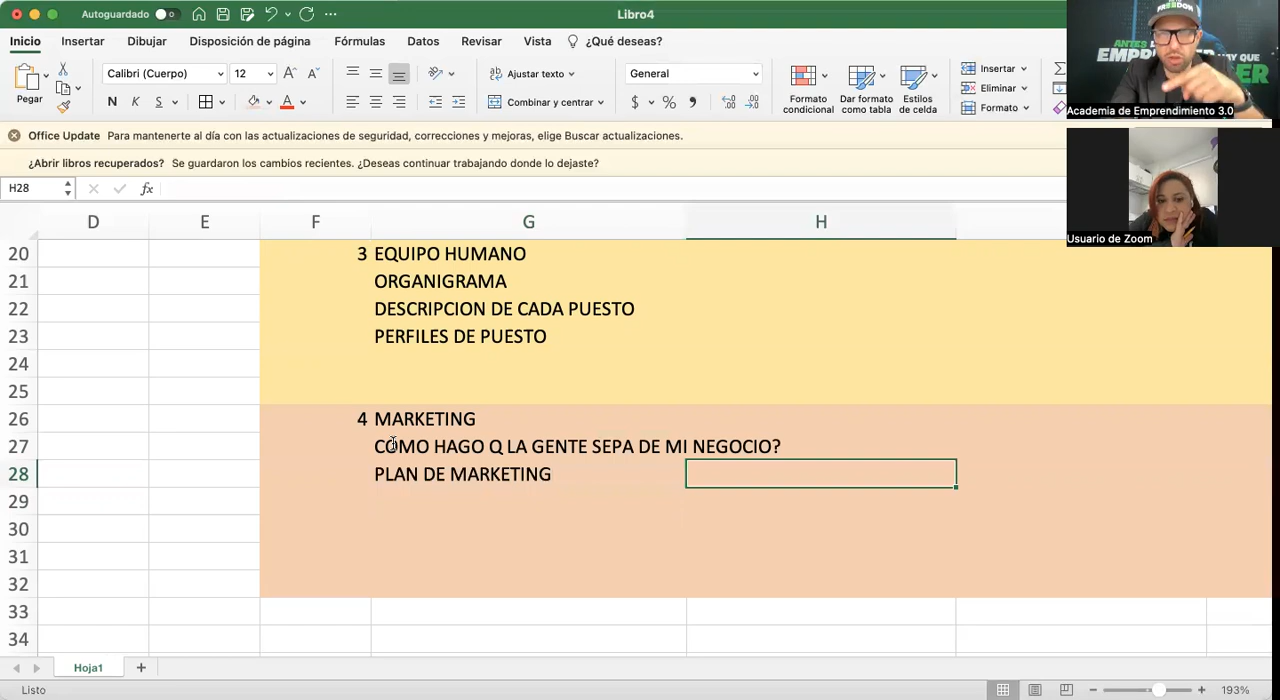 Autoguardado
Libro4
Inicio Insertar Dibujar Disposición de página Fórmulas Datos Revisar Vista ¿Qué deseas?
Pegar
Calibri (Cuerpo) 12
N K S
Ajustar texto
Combinar y centrar
General
$ %
Formato condicional
Dar formato como tabla
Estilos de celda
Insertar
Eliminar
Formato
Office Update Para mantenerte al día con las actualizaciones de seguridad, correcciones y mejoras, elige Buscar actualizaciones.
¿Abrir libros recuperados? Se guardaron los cambios recientes. ¿Deseas continuar trabajando donde lo dejaste?
H28 fx
D E F G H
20 3 EQUIPO HUMANO
21 ORGANIGRAMA
22 DESCRIPCION DE CADA PUESTO
23 PERFILES DE PUESTO
24
25
26 4 MARKETING
27 COMO HAGO Q LA GENTE SEPA DE MI NEGOCIO?
28 PLAN DE MARKETING
29
30
31
32
33
34
Hoja1
Listo
193%
FREEDOM
ANTES
HAY QUE
Academia de Emprendimiento 3.0
Usuario de Zoom